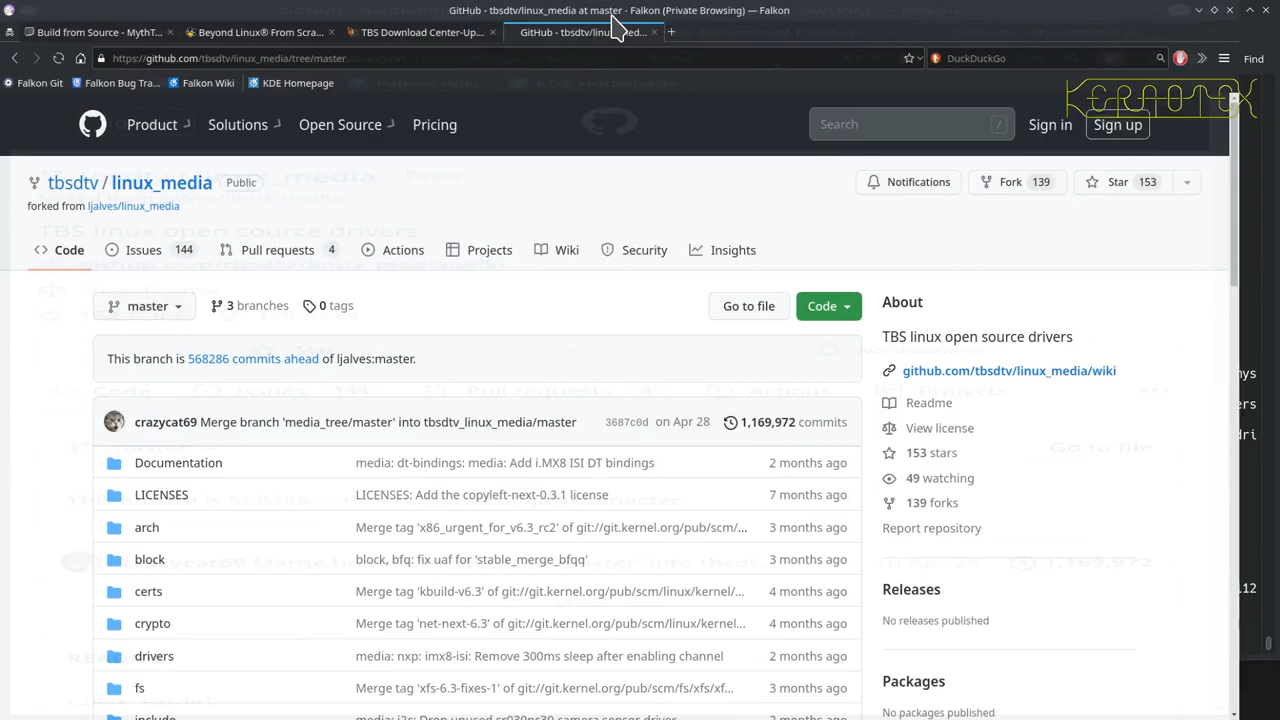 GitHub - tbsdtv/linux_media at master - Falkon (Private Browsing) — Falkon
Build from Source - MythT...
Beyond Linux® From Scra...
TBS Download Center-Up...
GitHub - tbsdtv/linux_med...
https://github.com/tbsdtv/linux_media/tree/master
DuckDuckGo
Find
Falkon Git
Falkon Bug Tra...
Falkon Wiki
KDE Homepage
KERAOTEX
Product
Solutions
Open Source
Pricing
Search /
Sign in
Sign up
tbsdtv / linux_media Public
Notifications
Fork 139
Star 153
forked from ljalves/linux_media
Code
Issues 144
Pull requests 4
Actions
Projects
Wiki
Security
Insights
master
3 branches
0 tags
Go to file
Code
About
TBS linux open source drivers
This branch is 568286 commits ahead of ljalves:master.
github.com/tbsdtv/linux_media/wiki
Readme
View license
153 stars
49 watching
139 forks
Report repository
crazycat69 Merge branch 'media_tree/master' into tbsdtv_linux_media/master 3687c0d on Apr 28 1,169,972 commits
Documentation media: dt-bindings: media: Add i.MX8 ISI DT bindings 2 months ago
LICENSES LICENSES: Add the copyleft-next-0.3.1 license 7 months ago
arch Merge tag 'x86_urgent_for_v6.3_rc2' of git://git.kernel.org/pub/scm/... 3 months ago
block block, bfq: fix uaf for 'stable_merge_bfqq' 3 months ago
certs Merge tag 'kbuild-v6.3' of git://git.kernel.org/pub/scm/linux/kernel/... 4 months ago
crypto Merge tag 'net-next-6.3' of git://git.kernel.org/pub/scm/linux/kernel... 4 months ago
drivers media: nxp: imx8-isi: Remove 300ms sleep after enabling channel 2 months ago
fs Merge tag 'xfs-6.3-fixes-1' of git://git.kernel.org/pub/scm/fs/xfs/xf... 3 months ago
Releases
No releases published
Packages
No packages published